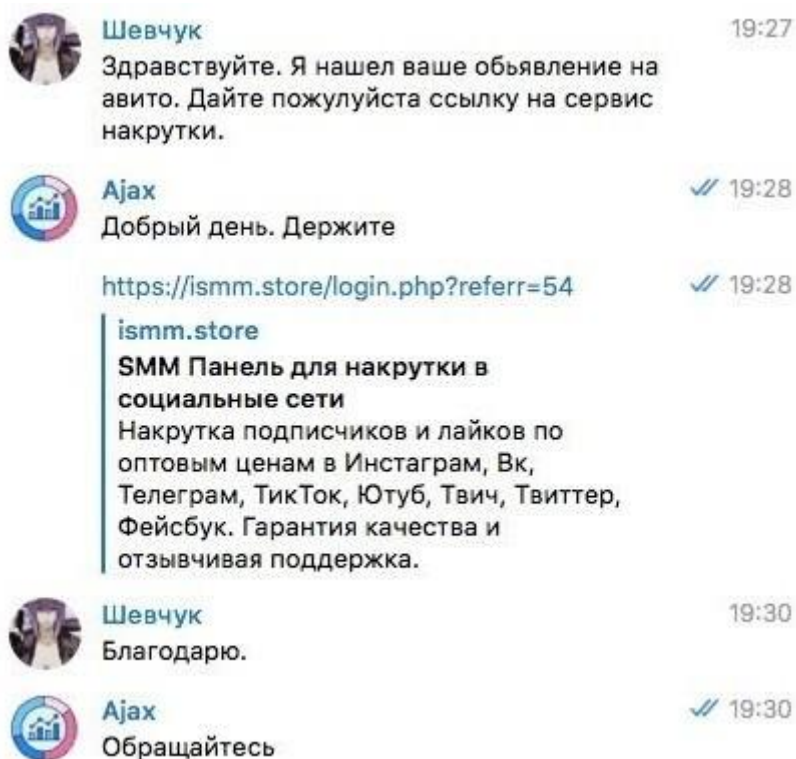 Шевчук 19:27
Здравствуйте. Я нашел ваше обьявление на
авито. Дайте пожулуйста ссылку на сервис
накрутки.
Ajax 19:28
Добрый день. Держите
https://ismm.store/login.php?referr=54 19:28
ismm.store
SMM Панель для накрутки в
социальные сети
Накрутка подписчиков и лайков по
оптовым ценам в Инстаграм, Вк,
Телеграм, ТикТок, Ютуб, Твич, Твиттер,
Фейсбук. Гарантия качества и
отзывчивая поддержка.
Шевчук 19:30
Благодарю.
Ajax 19:30
Обращайтесь